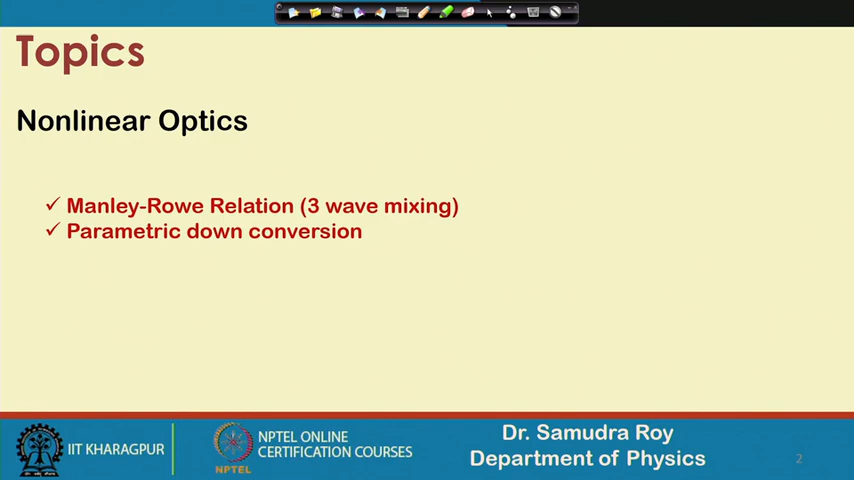 Topics
Nonlinear Optics
✓ Manley-Rowe Relation (3 wave mixing)
✓ Parametric down conversion
IIT KHARAGPUR
NPTEL
NPTEL ONLINE
CERTIFICATION COURSES
Dr. Samudra Roy
Department of Physics
2